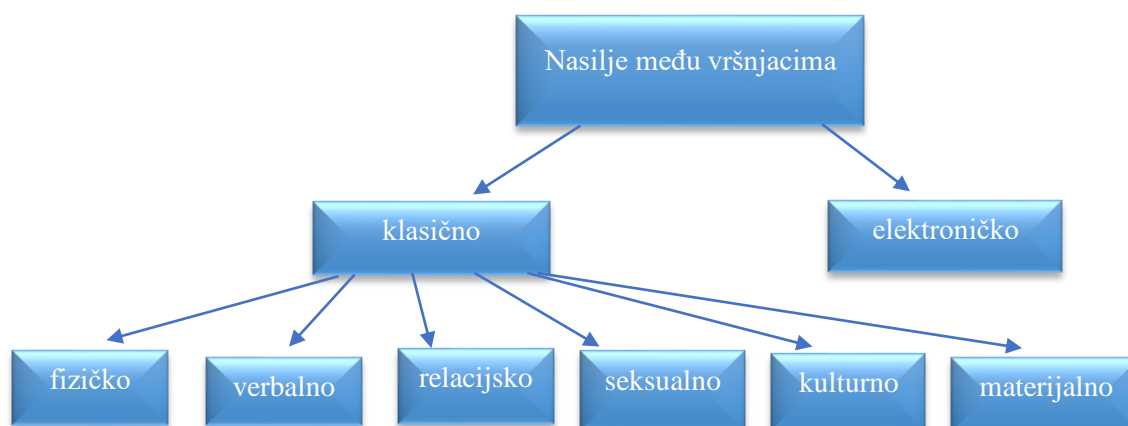 Nasilje među vršnjacima
klasično
elektroničko
fizičko
verbalno
relacijsko
seksualno
kulturno
materijalno